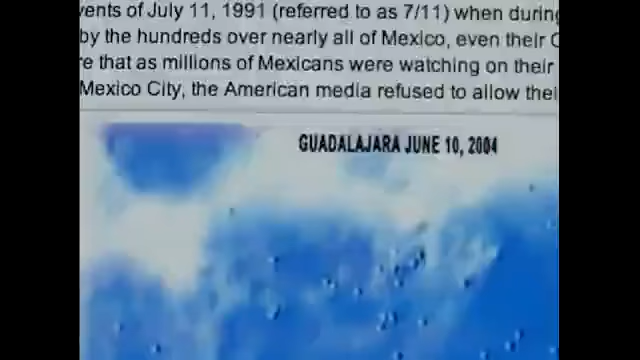 vents of July 11, 1991 (referred to as 7/11) when during
by the hundreds over nearly all of Mexico, even their
e that as millions of Mexicans were watching on their
Mexico City, the American media refused to allow thei
GUADALAJARA JUNE 10, 2004